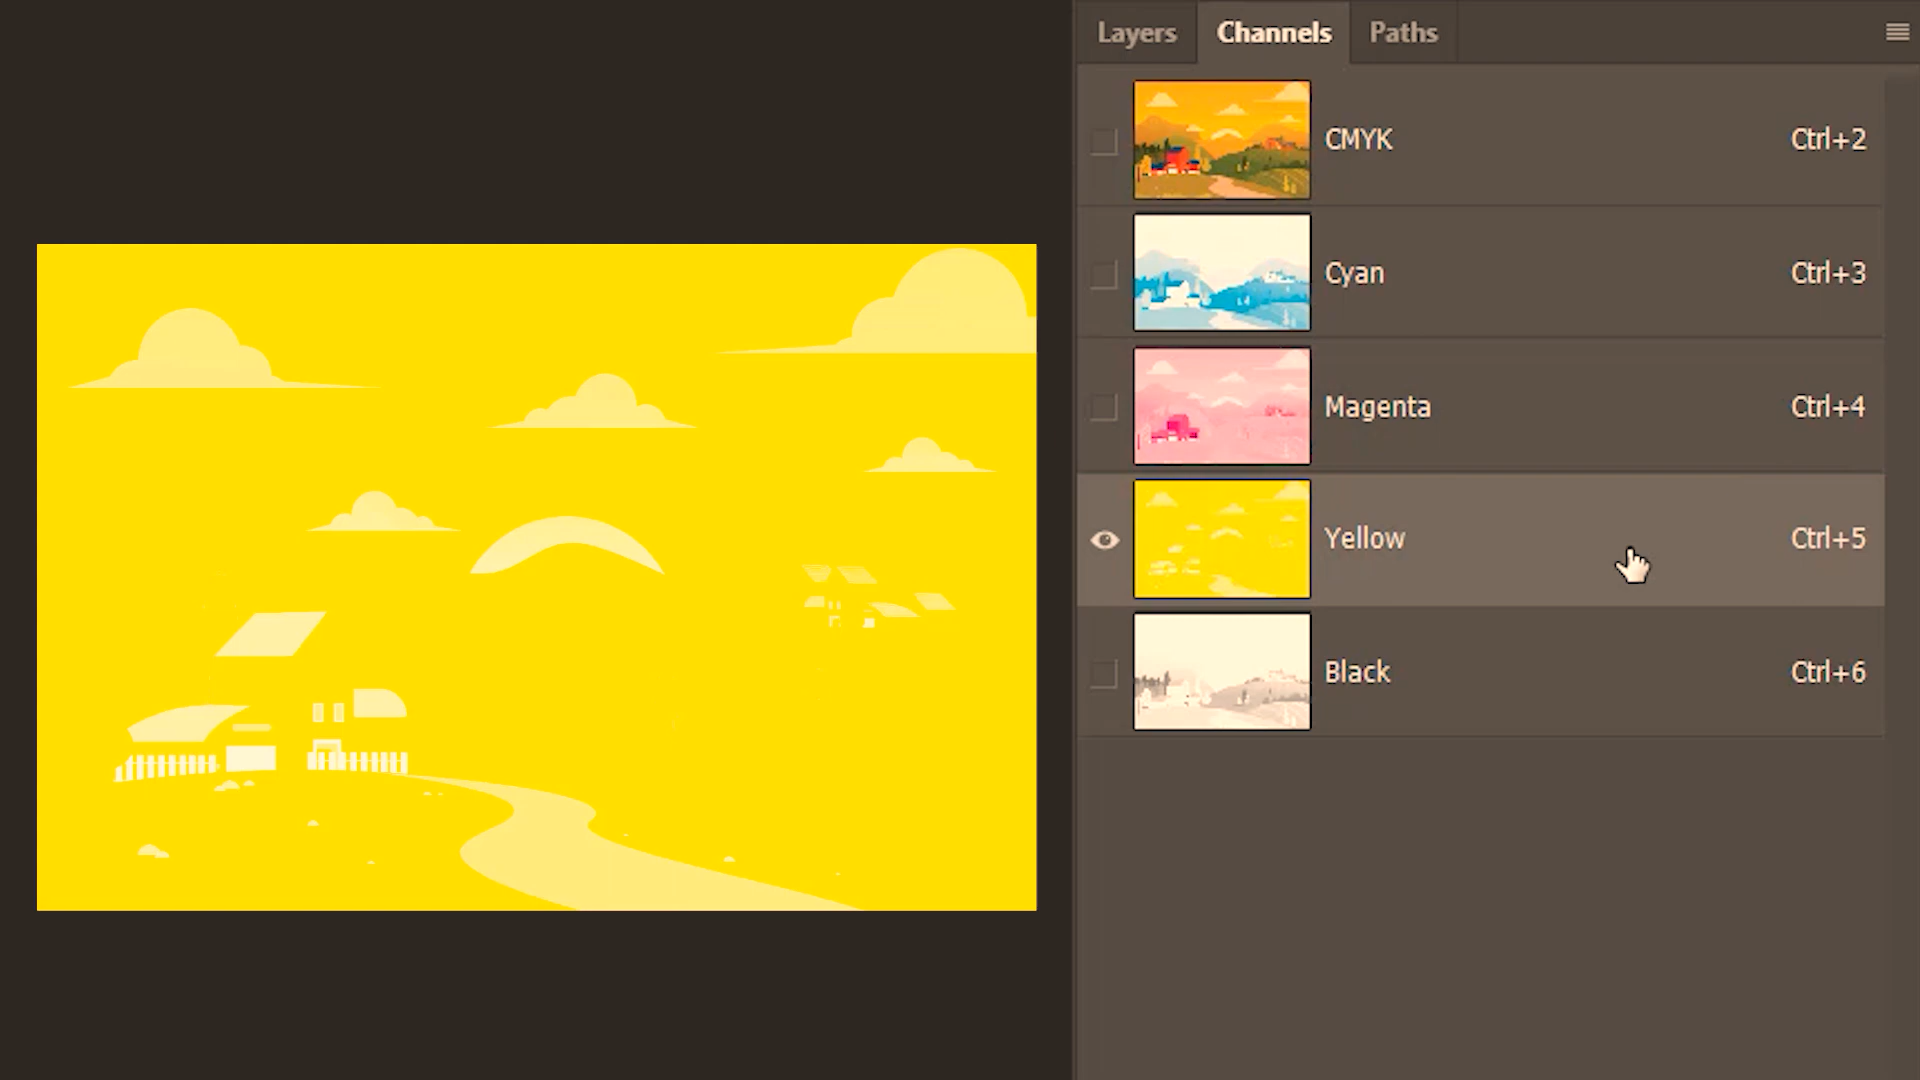 Layers Channels Paths
CMYK Ctrl+2
Cyan Ctrl+3
Magenta Ctrl+4
Yellow Ctrl+5
Black Ctrl+6